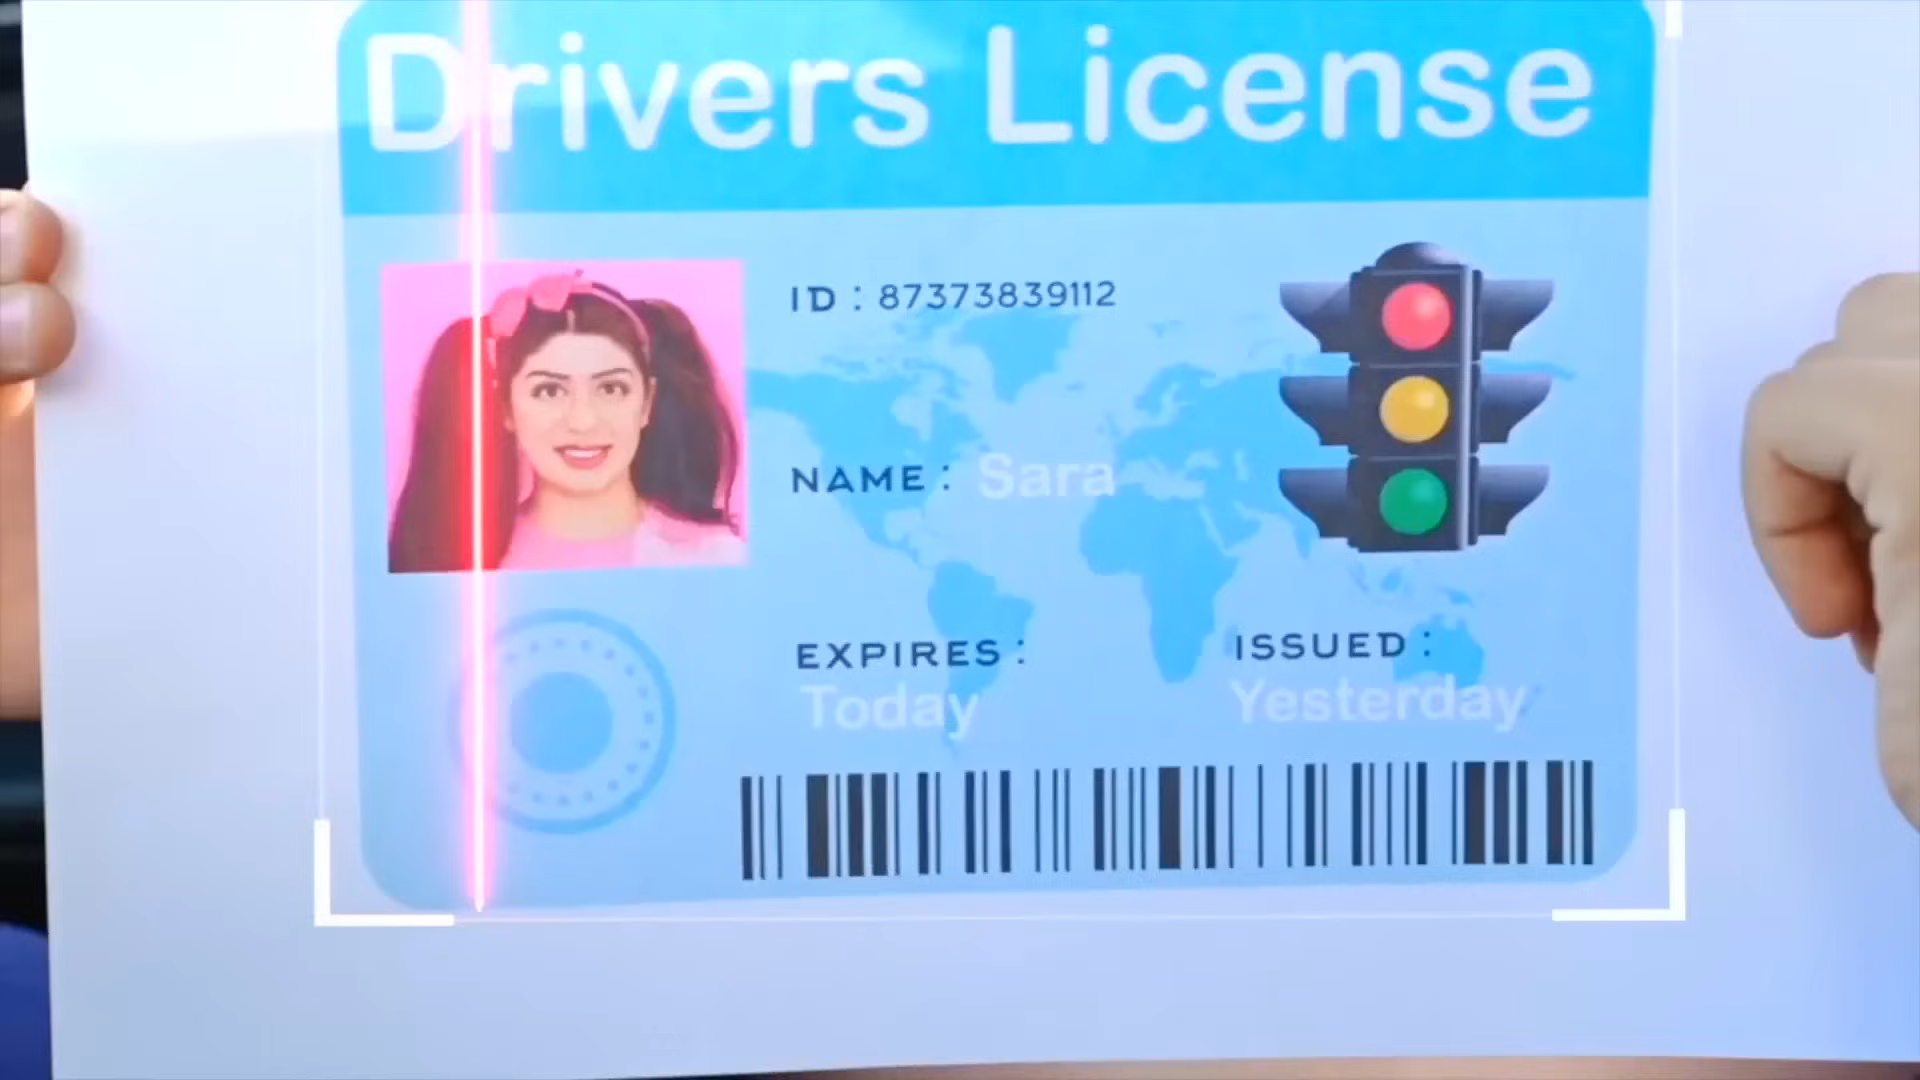 Drivers License
ID : 87373839112
NAME : Sara
EXPIRES : ISSUED :
Today Yesterday